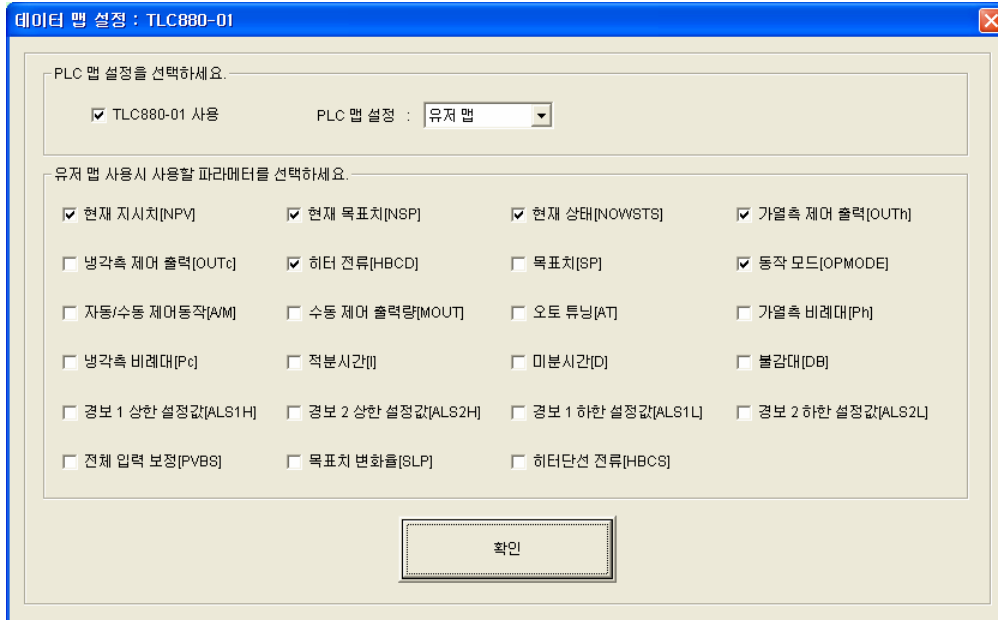 데이터 맵 설정 : TLC880-01
PLC 맵 설정을 선택하세요.
TLC880-01 사용 PLC 맵 설정 : 유저 맵
유저 맵 사용시 사용할 파라메터를 선택하세요.
현재 지시치[NPV] 현재 목표치[NSP] 현재 상태[NOWSTS] 가열측 제어 출력[OUTh]
냉각측 제어 출력[OUTc] 히터 전류[HBCD] 목표치[SP] 동작 모드[OPMODE]
자동/수동 제어동작[A/M] 수동 제어 출력량[MOUT] 오토 튜닝[AT] 가열측 비례대[Ph]
냉각측 비례대[Pc] 적분시간[I] 미분시간[D] 불감대[DB]
경보 1 상한 설정값[ALS1H] 경보 2 상한 설정값[ALS2H] 경보 1 하한 설정값[ALS1L] 경보 2 하한 설정값[ALS2L]
전체 입력 보정[PVBS] 목표치 변화율[SLP] 히터단선 전류[HBCS]
확인